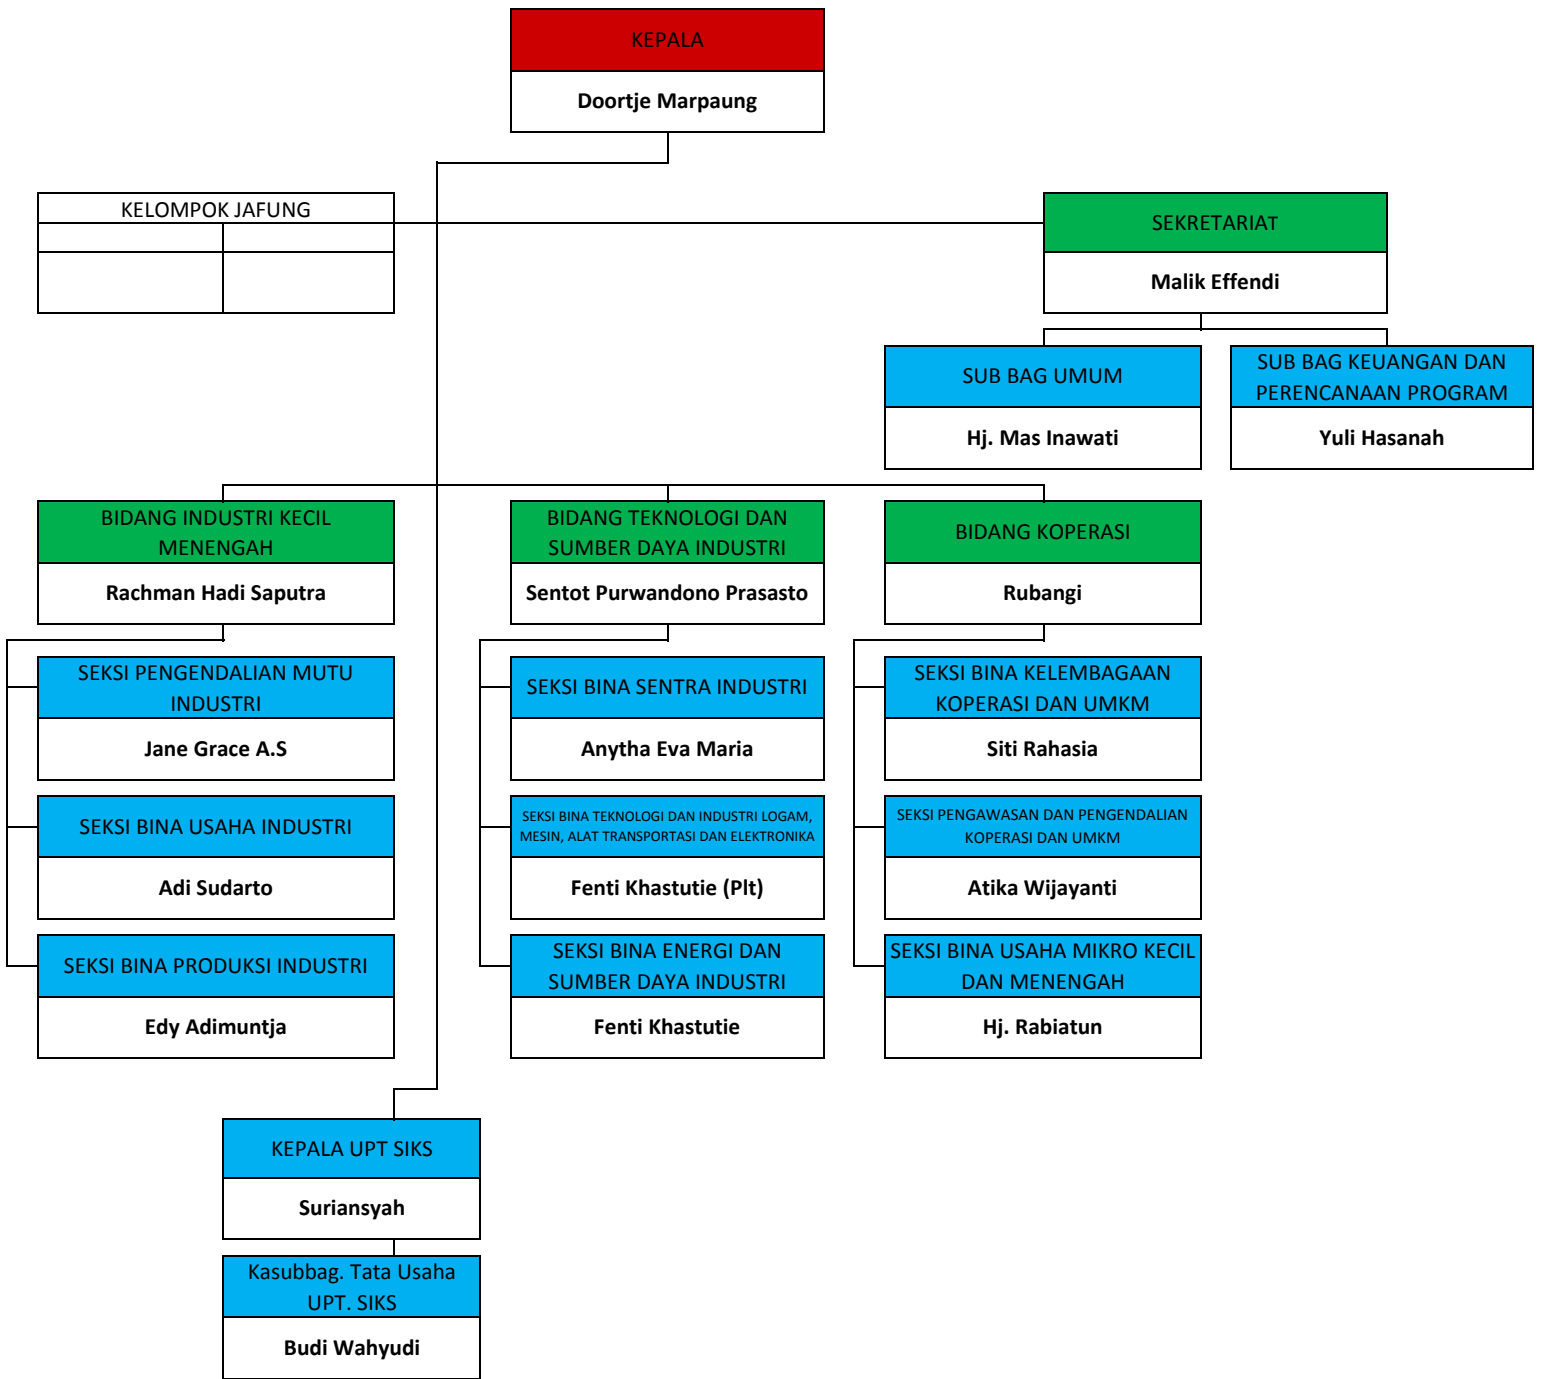 KEPALA
Doortje Marpaung
KELOMPOK JAFUNG
SEKRETARIAT
Malik Effendi
SUB BAG UMUM
Hj. Mas Inawati
SUB BAG KEUANGAN DAN
PERENCANAAN PROGRAM
Yuli Hasanah
BIDANG INDUSTRI KECIL
MENENGAH
Rachman Hadi Saputra
BIDANG TEKNOLOGI DAN
SUMBER DAYA INDUSTRI
Sentot Purwandono Prasasto
BIDANG KOPERASI
Rubangi
SEKSI PENGENDALIAN MUTU
INDUSTRI
Jane Grace A.S
SEKSI BINA SENTRA INDUSTRI
Anytha Eva Maria
SEKSI BINA KELEMBAGAAN
KOPERASI DAN UMKM
Siti Rahasia
SEKSI BINA USAHA INDUSTRI
Adi Sudarto
SEKSI BINA TEKNOLOGI DAN INDUSTRI LOGAM,
MESIN, ALAT TRANSPORTASI DAN ELEKTRONIKA
Fenti Khastutie (Plt)
SEKSI PENGAWASAN DAN PENGENDALIAN
KOPERASI DAN UMKM
Atika Wijayanti
SEKSI BINA PRODUKSI INDUSTRI
Edy Adimuntja
SEKSI BINA ENERGI DAN
SUMBER DAYA INDUSTRI
Fenti Khastutie
SEKSI BINA USAHA MIKRO KECIL
DAN MENENGAH
Hj. Rabiatun
KEPALA UPT SIKS
Suriansyah
Kasubbag. Tata Usaha
UPT. SIKS
Budi Wahyudi